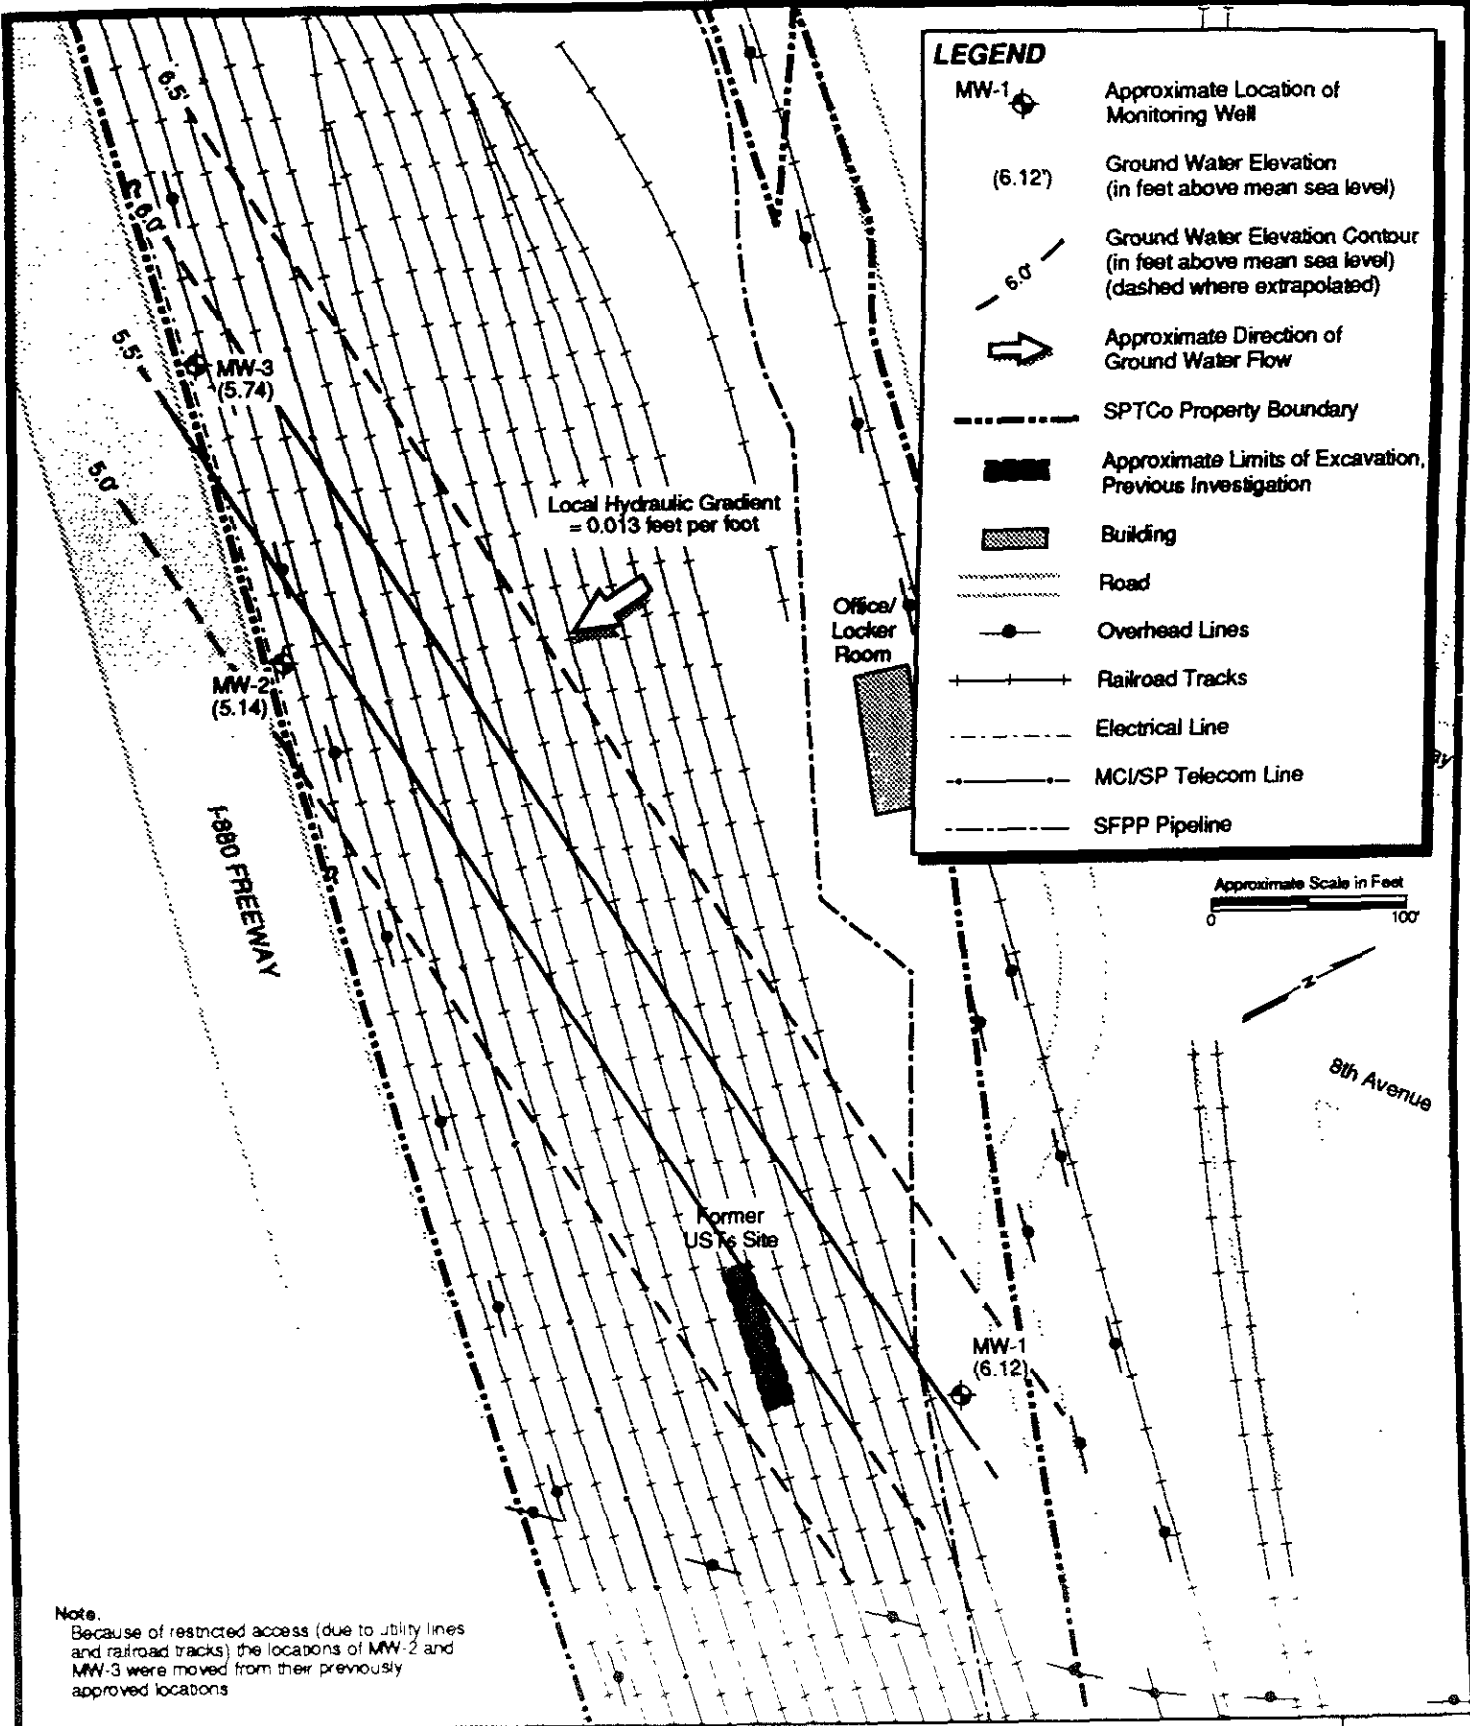 LEGEND
MW-1
Approximate Location of
Monitoring Well
(6.12')
Ground Water Elevation
(in feet above mean sea level)
6.0'
Ground Water Elevation Contour
(in feet above mean sea level)
(dashed where extrapolated)
Approximate Direction of
Ground Water Flow
SPTCo Property Boundary
Approximate Limits of Excavation,
Previous Investigation
Building
Road
Overhead Lines
Railroad Tracks
Electrical Line
MCI/SP Telecom Line
SFPP Pipeline
6.5'
6.0'
5.5'
MW-3
(5.74)
5.0'
Local Hydraulic Gradient
= 0.013 feet per foot
Office/
Locker
Room
MW-2
(5.14)
I-880 FREEWAY
Approximate Scale in Feet
0 100'
N
8th Avenue
Former
USTs Site
MW-1
(6.12)
Note.
Because of restricted access (due to utility lines
and railroad tracks) the locations of MW-2 and
MW-3 were moved from their previously
approved locations